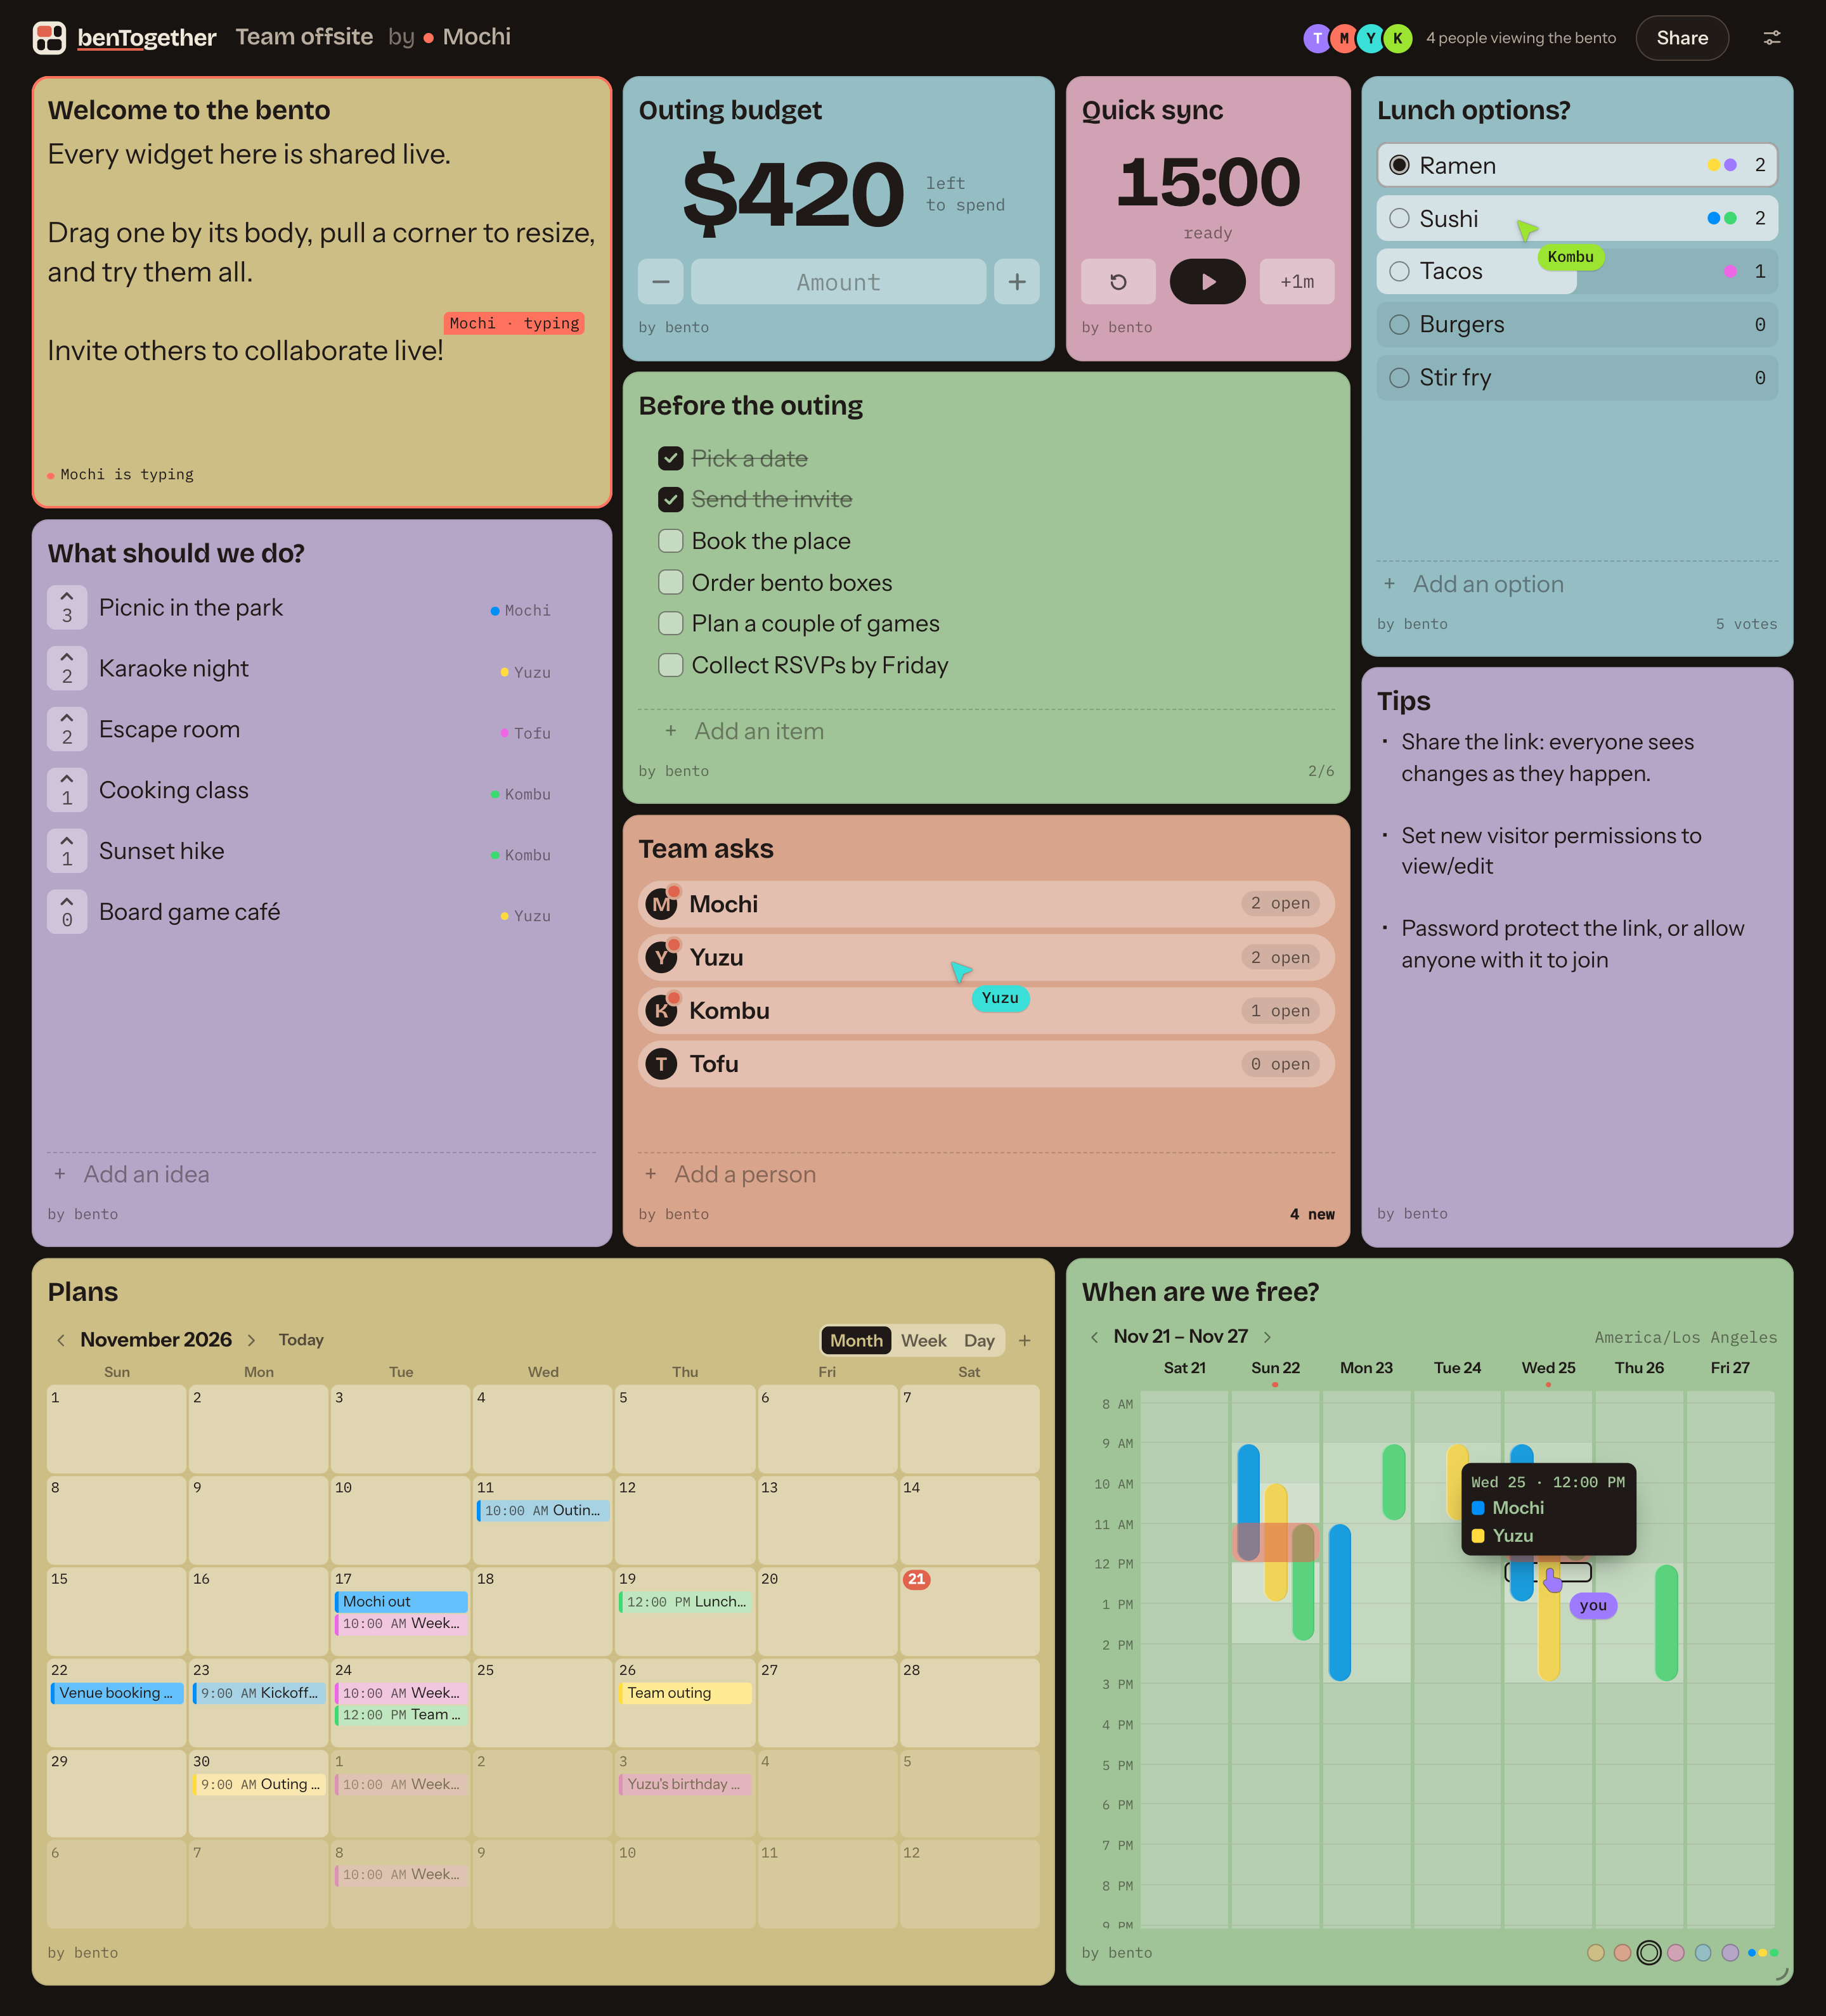 benTogether Team offsite by Mochi
T M Y K 4 people viewing the bento Share
Welcome to the bento
Every widget here is shared live.
Drag one by its body, pull a corner to resize,
and try them all.
Mochi · typing
Invite others to collaborate live!
Mochi is typing
Outing budget
$420
left
to spend
− Amount +
by bento
Quick sync
15:00
ready
+1m
by bento
Lunch options?
Ramen 2
Sushi 2
Kombu
Tacos 1
Burgers 0
Stir fry 0
+ Add an option
by bento 5 votes
What should we do?
3 Picnic in the park Mochi
2 Karaoke night Yuzu
2 Escape room Tofu
1 Cooking class Kombu
1 Sunset hike Kombu
0 Board game café Yuzu
+ Add an idea
by bento
Before the outing
Pick a date
Send the invite
Book the place
Order bento boxes
Plan a couple of games
Collect RSVPs by Friday
+ Add an item
by bento 2/6
Team asks
M Mochi 2 open
Y Yuzu 2 open
Yuzu
K Kombu 1 open
T Tofu 0 open
+ Add a person
by bento 4 new
Tips
· Share the link: everyone sees
changes as they happen.
· Set new visitor permissions to
view/edit
· Password protect the link, or allow
anyone with it to join
by bento
Plans
November 2026 Today Month Week Day +
Sun Mon Tue Wed Thu Fri Sat
1 2 3 4 5 6 7
8 9 10 11 12 13 14
10:00 AM Outin...
15 16 17 18 19 20 21
Mochi out 12:00 PM Lunch...
10:00 AM Week...
22 23 24 25 26 27 28
Venue booking ... 9:00 AM Kickoff... 10:00 AM Week... Team outing
12:00 PM Team ...
29 30 1 2 3 4 5
9:00 AM Outing ... 10:00 AM Week... Yuzu's birthday ...
6 7 8 9 10 11 12
10:00 AM Week...
by bento
When are we free?
Nov 21 – Nov 27 America/Los Angeles
Sat 21 Sun 22 Mon 23 Tue 24 Wed 25 Thu 26 Fri 27
8 AM
9 AM
10 AM
11 AM
12 PM
1 PM
2 PM
3 PM
4 PM
5 PM
6 PM
7 PM
8 PM
9 PM
Wed 25 · 12:00 PM
Mochi
Yuzu
you
by bento